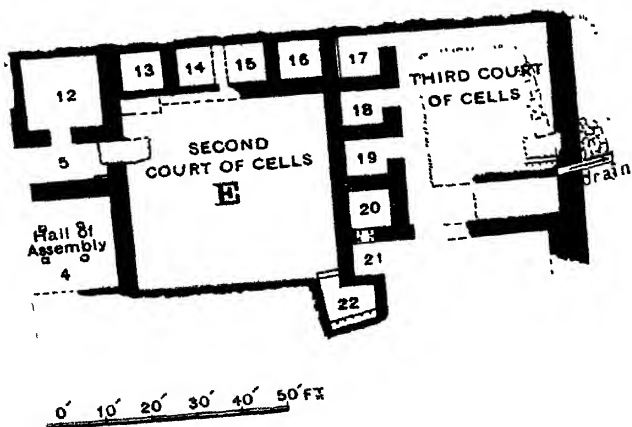 12
13
14
15
16
17
THIRD COURT
OF CELLS
18
5
SECOND
COURT OF CELLS
E
19
drain
20
Hall of
Assembly
4
21
22
0' 10' 20' 30' 40' 50' FT